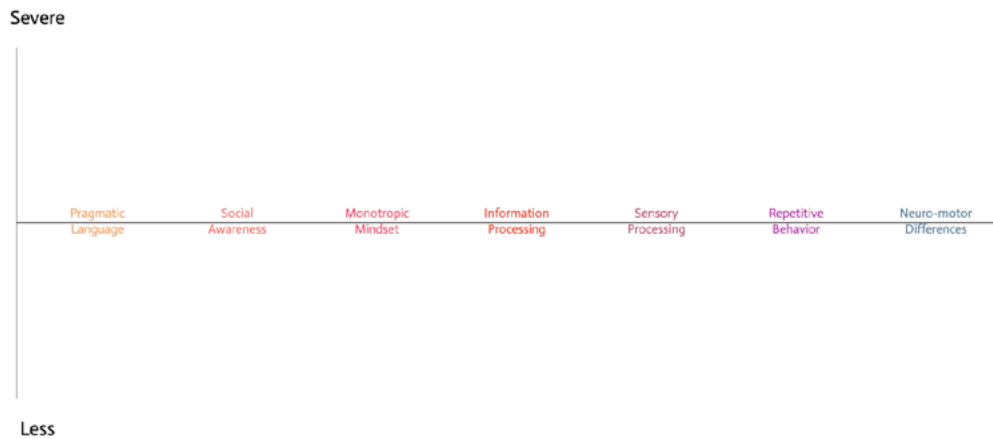 Severe
Pragmatic Social Monotropic Information Sensory Repetitive Neuro-motor
Language Awareness Mindset Processing Processing Behavior Differences
Less